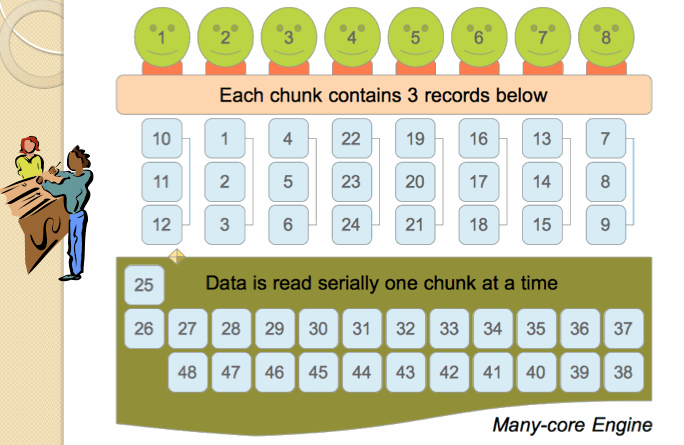 1 2 3 4 5 6 7 8
Each chunk contains 3 records below
10 1 4 22 19 16 13 7
11 2 5 23 20 17 14 8
12 3 6 24 21 18 15 9
25 Data is read serially one chunk at a time
26 27 28 29 30 31 32 33 34 35 36 37
48 47 46 45 44 43 42 41 40 39 38
Many-core Engine